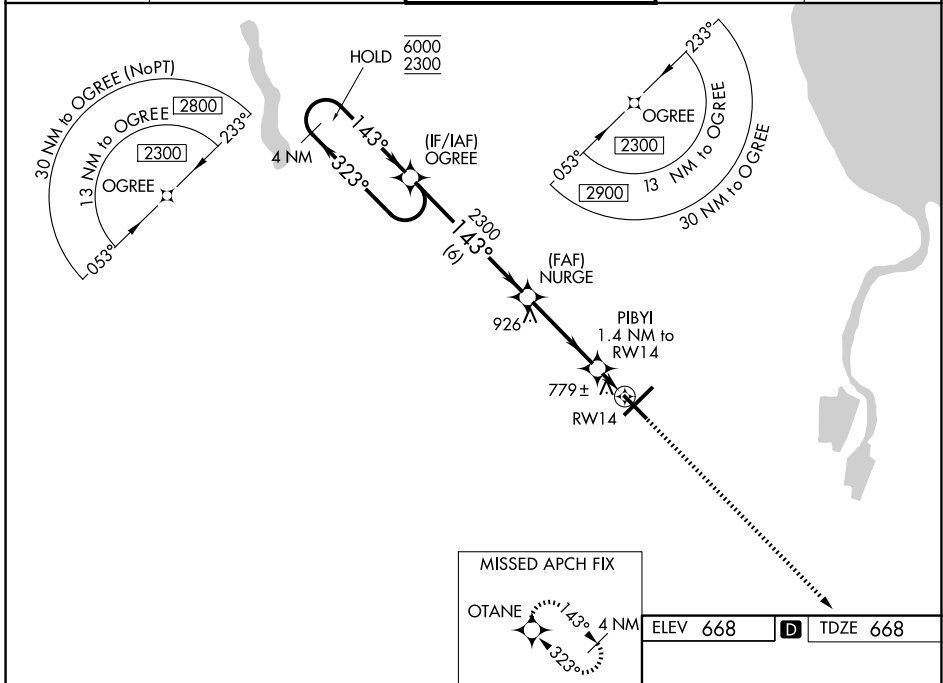 HOLD 6000
2300
30 NM to OGREE (NoPT)
2800
13 NM to OGREE
233°
2300
OGREE
053°
143°
4 NM
323°
(IF/IAF)
OGREE
233°
OGREE
2300
053°
13 NM to OGREE
2900
30 NM to OGREE
2300
143°
(6)
(FAF)
NURGE
926
PIBYI
1.4 NM to
RW14
779±
RW14
MISSED APCH FIX
OTANE
143°
4 NM
323°
ELEV 668 D TDZE 668